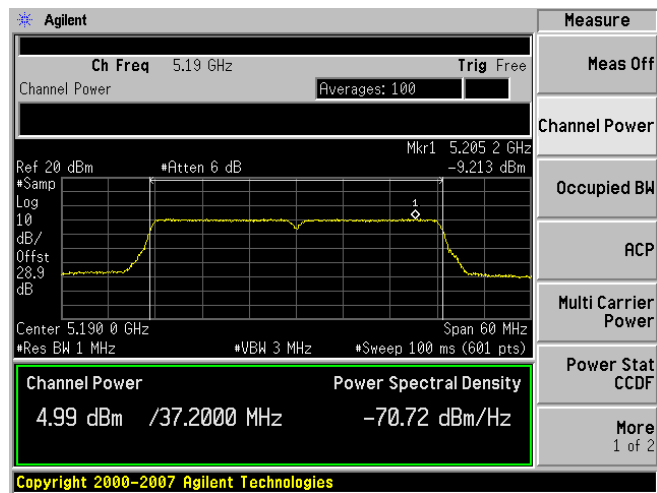 Agilent
Measure
Ch Freq 5.19 GHz Trig Free
Channel Power Averages: 100
Mkr1 5.205 2 GHz
Ref 20 dBm #Atten 6 dB -9.213 dBm
#Samp
Log
10
dB/
Offst
28.9
dB
1
Center 5.190 0 GHz Span 60 MHz
#Res BW 1 MHz #VBW 3 MHz #Sweep 100 ms (601 pts)
Channel Power Power Spectral Density
4.99 dBm /37.2000 MHz -70.72 dBm/Hz
Copyright 2000-2007 Agilent Technologies
Meas Off
Channel Power
Occupied BW
ACP
Multi Carrier
Power
Power Stat
CCDF
More
1 of 2